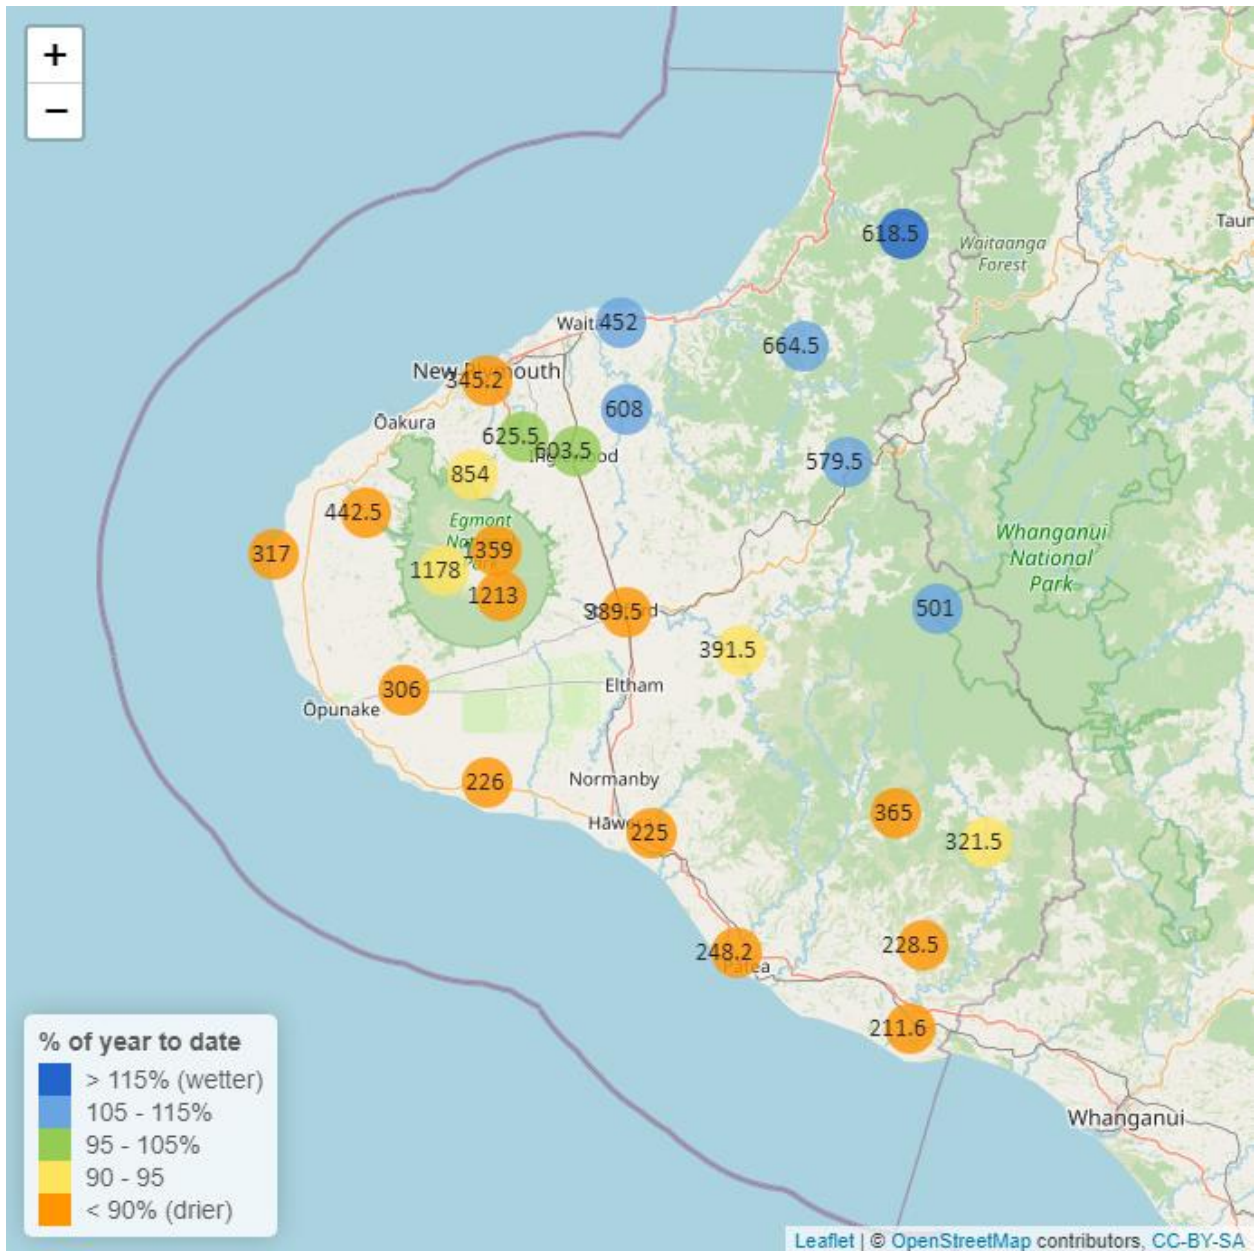 +
−
618.5
Waitaanga
Forest
Taur
452
664.5
345.2
608
Ōakura
625.5
603.5
579.5
854
442.5
Egmont
Whanganui
National
Park
317
1359
1178
1213
501
389.5
391.5
306
Eltham
Ōpunake
226
Normanby
365
225
321.5
228.5
248.2
211.6
Whanganui
% of year to date
> 115% (wetter)
105 - 115%
95 - 105%
90 - 95
< 90% (drier)
Leaflet | © OpenStreetMap contributors, CC-BY-SA